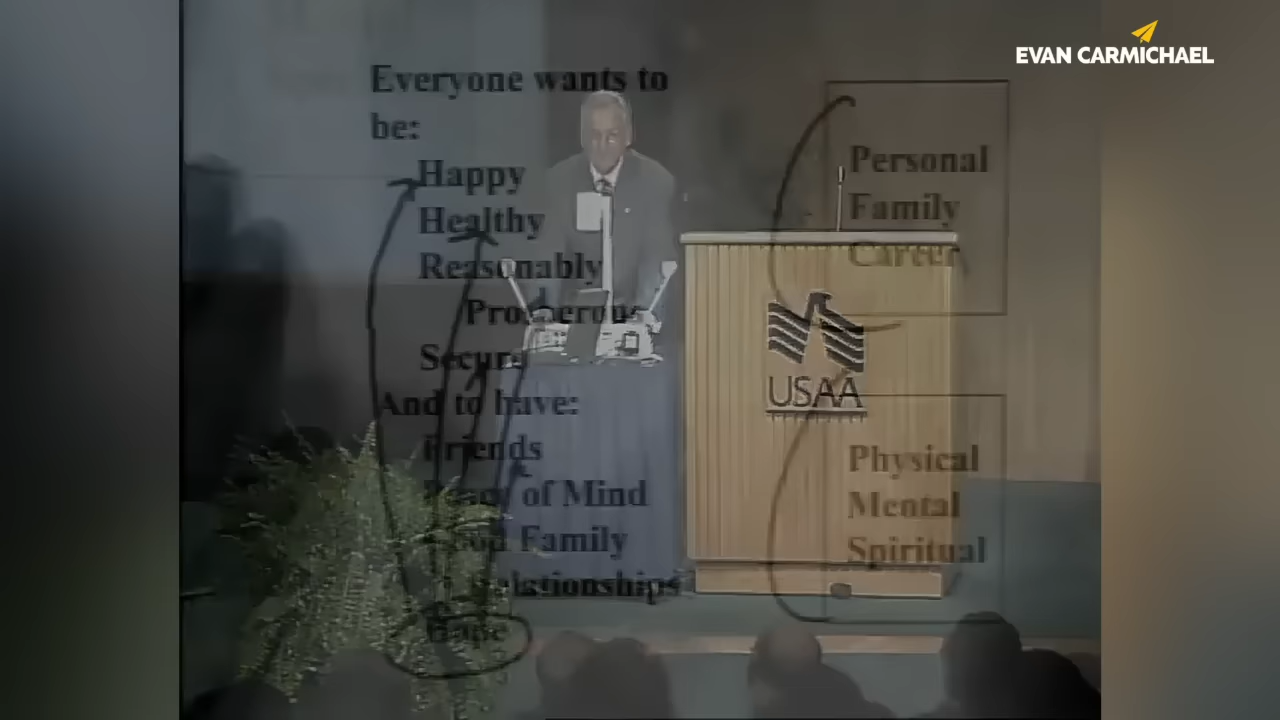 EVAN CARMICHAEL
Everyone wants to
be:
Happy
Healthy
Reasonably
Prosperous
Secure
And to have:
Friends
Peace of Mind
Good Family
Relationships
Hope
Personal
Family
Career
USAA
Physical
Mental
Spiritual